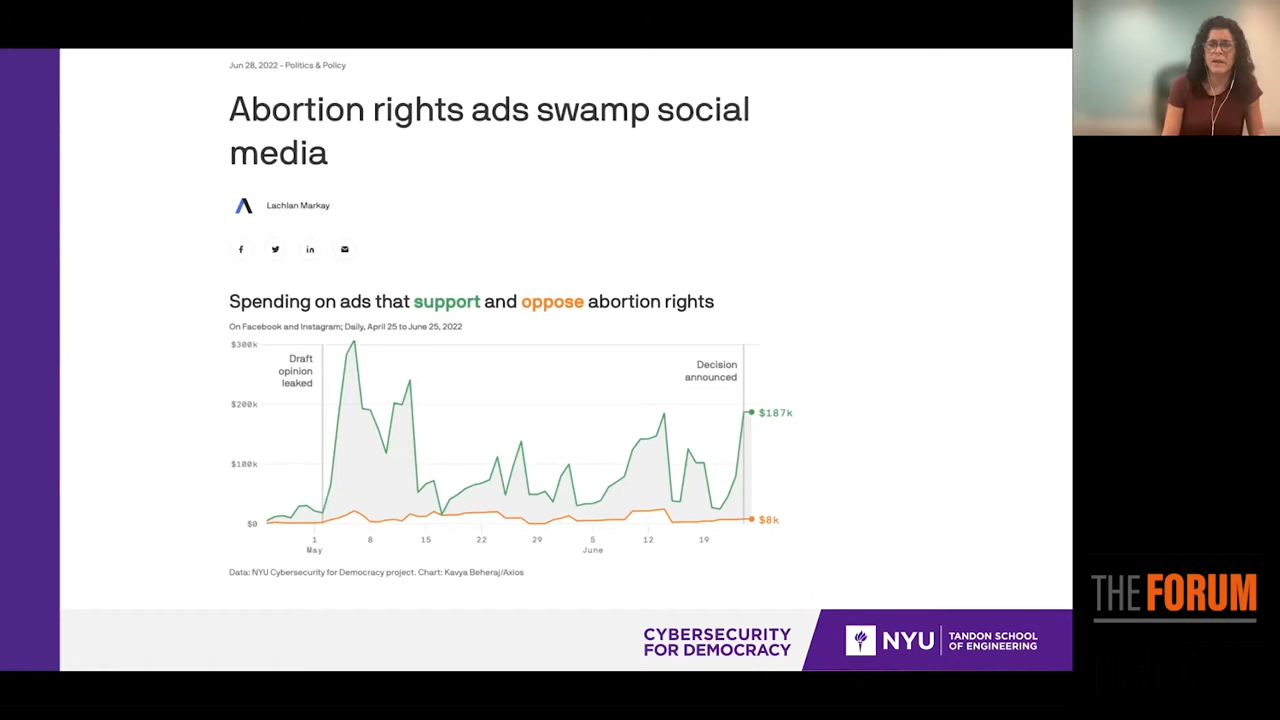 Jun 28, 2022 - Politics & Policy
Abortion rights ads swamp social
media
Lachlan Markay
Spending on ads that support and oppose abortion rights
On Facebook and Instagram; Daily, April 25 to June 25, 2022
$300k
$200k
$100k
$0
Draft
opinion
leaked
Decision
announced
$187k
$8k
1
May
8
15
22
29
5
June
12
19
Data: NYU Cybersecurity for Democracy project. Chart: Kavya Beheraj/Axios
CYBERSECURITY
FOR DEMOCRACY
NYU
TANDON SCHOOL
OF ENGINEERING
THE FORUM